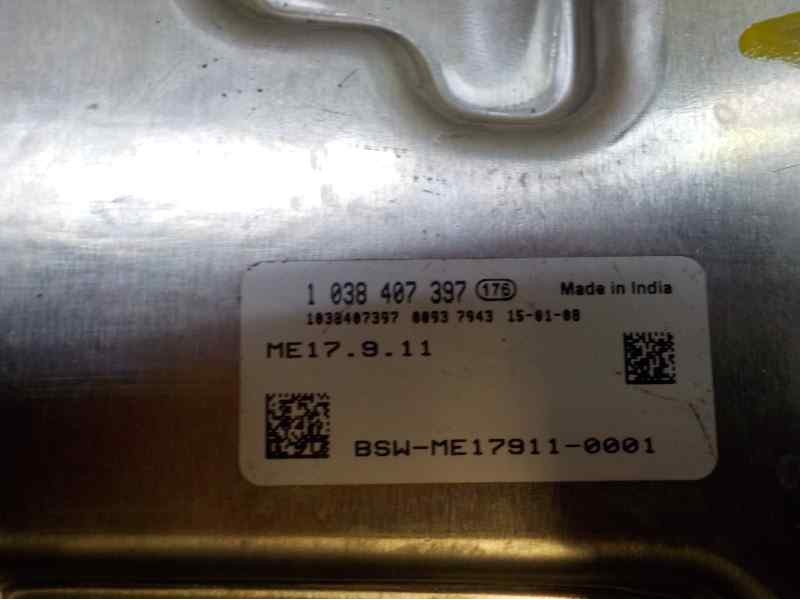 1 038 407 397 176 Made in India
1038407397 0093 7943 15-01-08
ME17.9.11
BSW-ME17911-0001